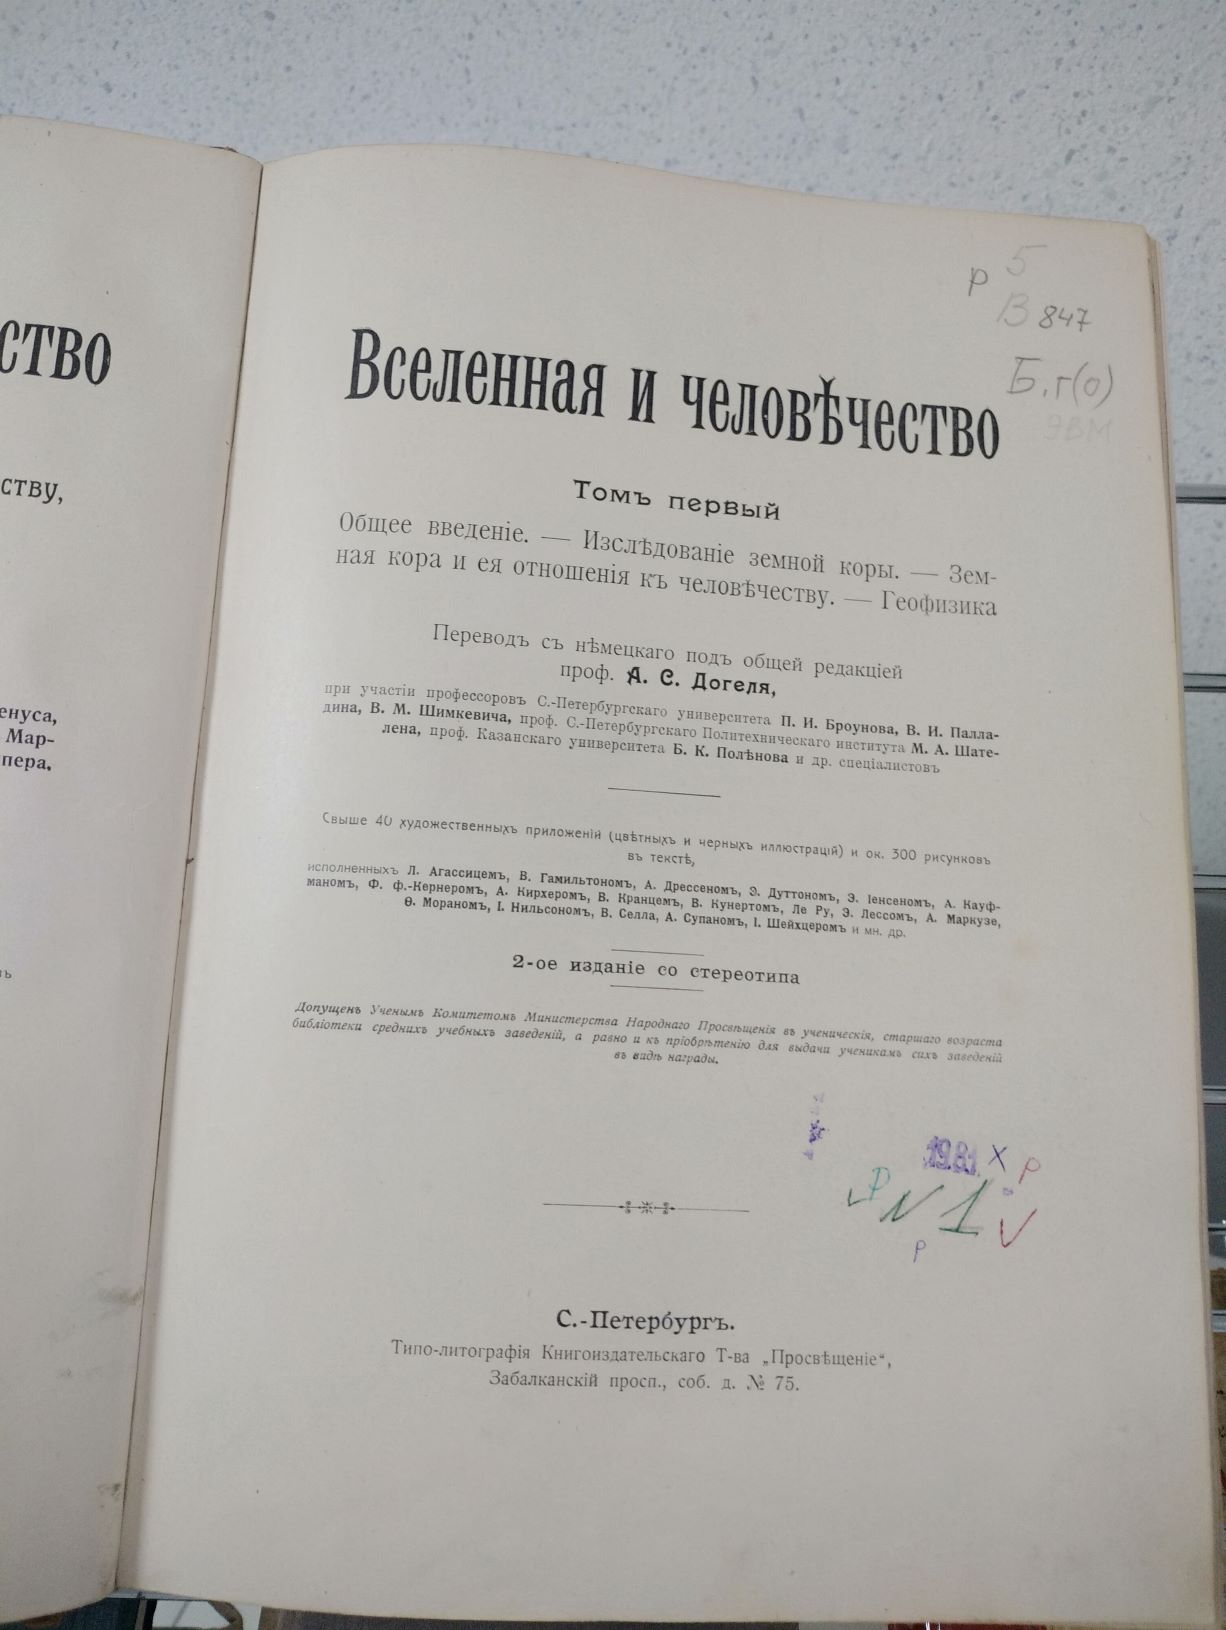 ство
ству,
енуса,
Мар-
пера.
ъ
р 5
В 847
Б.г(о)
ЭВМ
Вселенная и человѣчество
Томъ первый
Общее введеніе. — Изслѣдованіе земной коры. — Зем-
ная кора и ея отношенія къ человѣчеству. — Геофизика
Переводъ съ нѣмецкаго подъ общей редакціей
проф. А. С. Догеля,
при участіи профессоровъ С.-Петербургскаго университета П. И. Броунова, В. И. Палла-
дина, В. М. Шимкевича, проф. С.-Петербургскаго Политехническаго института М. А. Шате-
лена, проф. Казанскаго университета Б. К. Полѣнова и др. спеціалистовъ
Свыше 40 художественныхъ приложеній (цвѣтныхъ и черныхъ иллюстрацій) и ок. 300 рисунковъ
въ текстѣ,
исполненныхъ Л. Агассицемъ, В. Гамильтономъ, А. Дрессеномъ, Э. Дуттономъ, Э. Іенсеномъ, А. Кауф-
маномъ, Ф. ф.-Кернеромъ, А. Кирхеромъ, В. Кранцемъ, В. Кунертомъ, Ле Ру, Э. Лессомъ, А. Маркузе,
Ѳ. Мораномъ, І. Нильсономъ, В. Селла, А. Супаномъ, І. Шейхцеромъ и мн. др.
2-ое изданіе со стереотипа
Допущенъ Ученымъ Комитетомъ Министерства Народнаго Просвѣщенія въ ученическія, старшаго возраста
библіотеки среднихъ учебныхъ заведеній, а равно и къ пріобрѣтенію для выдачи ученикамъ сихъ заведеній
въ видѣ награды.
1981 X р
р N 1
р
С.-Петербургъ.
Типо-литографія Книгоиздательскаго Т-ва „Просвѣщеніе“,
Забалканскій просп., соб. д. № 75.